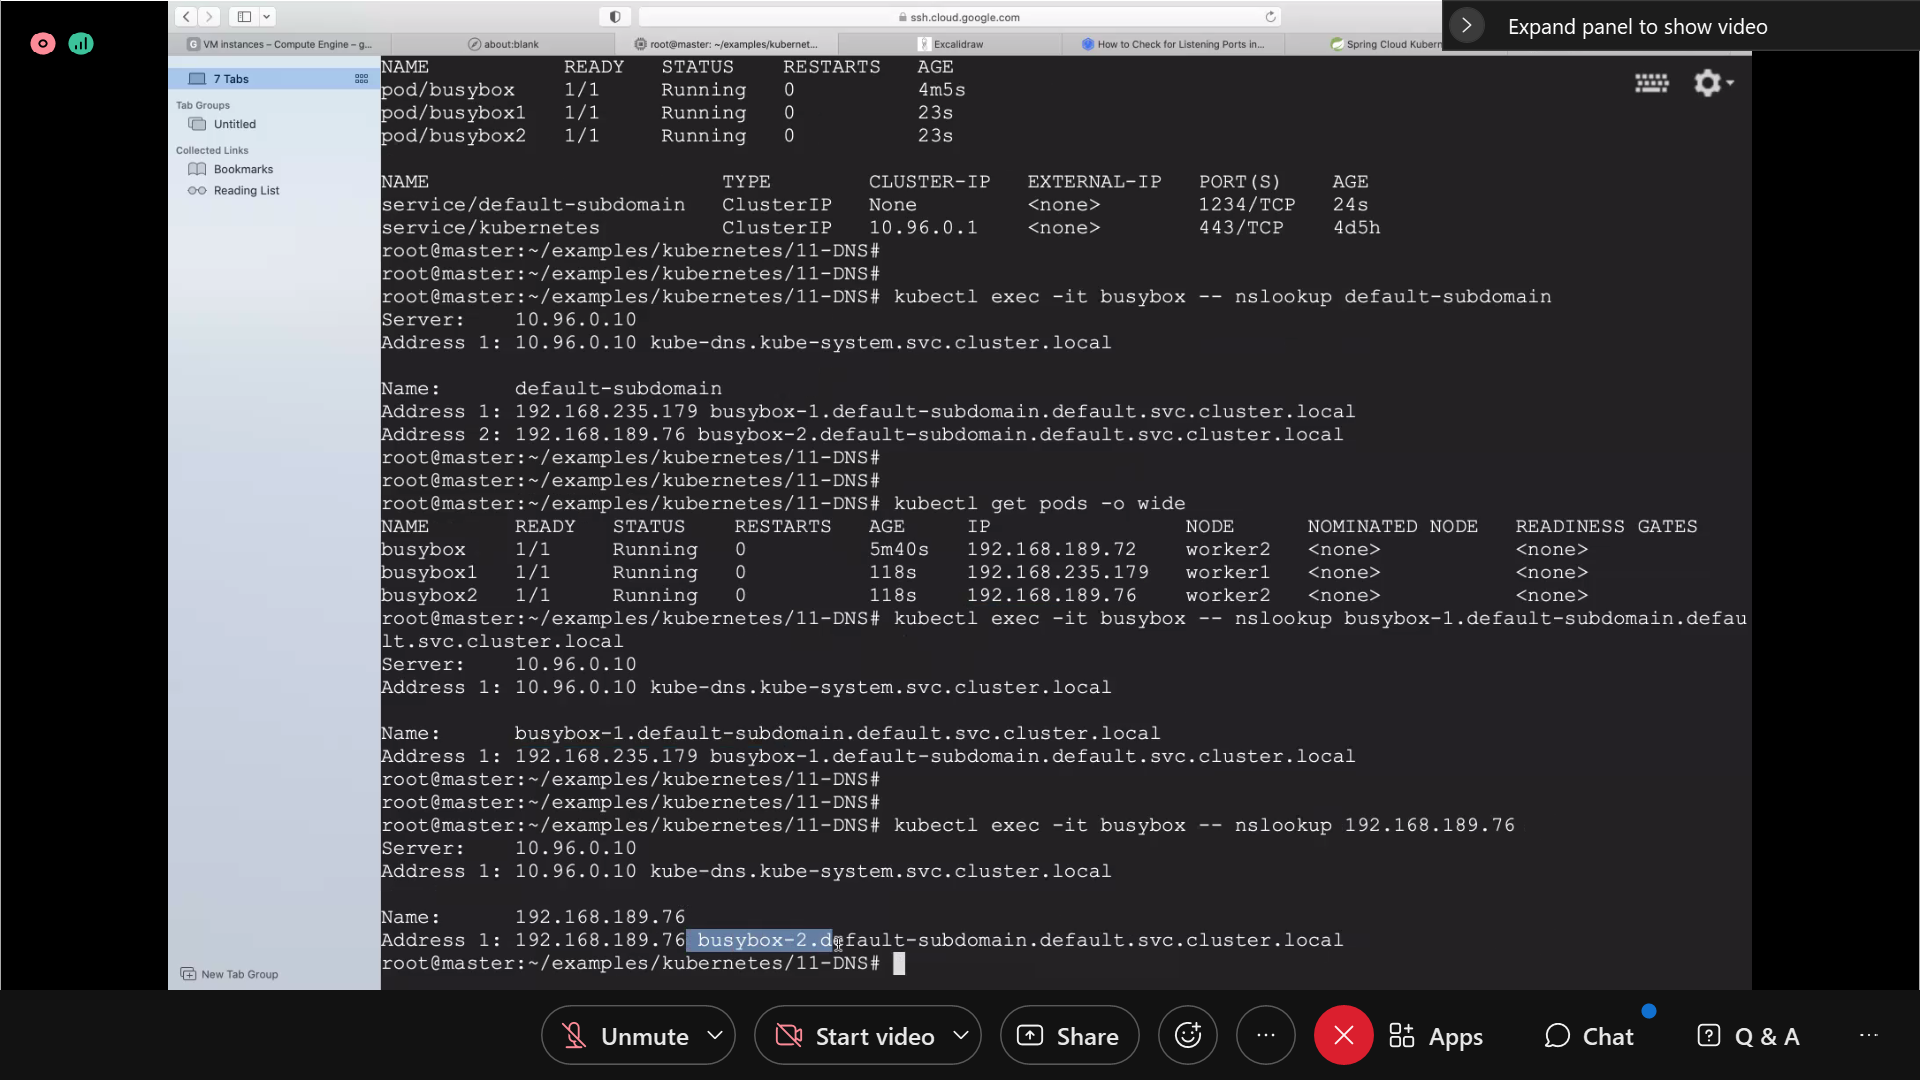 ssh.cloud.google.com
Expand panel to show video
VM instances – Compute Engine – g...
about:blank
root@master: ~/examples/kubernet...
Excalidraw
How to Check for Listening Ports in...
Spring Cloud Kubern
7 Tabs
Tab Groups
Untitled
Collected Links
Bookmarks
Reading List
New Tab Group
NAME READY STATUS RESTARTS AGE
pod/busybox 1/1 Running 0 4m5s
pod/busybox1 1/1 Running 0 23s
pod/busybox2 1/1 Running 0 23s
NAME TYPE CLUSTER-IP EXTERNAL-IP PORT(S) AGE
service/default-subdomain ClusterIP None <none> 1234/TCP 24s
service/kubernetes ClusterIP 10.96.0.1 <none> 443/TCP 4d5h
root@master:~/examples/kubernetes/11-DNS#
root@master:~/examples/kubernetes/11-DNS#
root@master:~/examples/kubernetes/11-DNS# kubectl exec -it busybox -- nslookup default-subdomain
Server: 10.96.0.10
Address 1: 10.96.0.10 kube-dns.kube-system.svc.cluster.local
Name: default-subdomain
Address 1: 192.168.235.179 busybox-1.default-subdomain.default.svc.cluster.local
Address 2: 192.168.189.76 busybox-2.default-subdomain.default.svc.cluster.local
root@master:~/examples/kubernetes/11-DNS#
root@master:~/examples/kubernetes/11-DNS#
root@master:~/examples/kubernetes/11-DNS# kubectl get pods -o wide
NAME READY STATUS RESTARTS AGE IP NODE NOMINATED NODE READINESS GATES
busybox 1/1 Running 0 5m40s 192.168.189.72 worker2 <none> <none>
busybox1 1/1 Running 0 118s 192.168.235.179 worker1 <none> <none>
busybox2 1/1 Running 0 118s 192.168.189.76 worker2 <none> <none>
root@master:~/examples/kubernetes/11-DNS# kubectl exec -it busybox -- nslookup busybox-1.default-subdomain.defau
lt.svc.cluster.local
Server: 10.96.0.10
Address 1: 10.96.0.10 kube-dns.kube-system.svc.cluster.local
Name: busybox-1.default-subdomain.default.svc.cluster.local
Address 1: 192.168.235.179 busybox-1.default-subdomain.default.svc.cluster.local
root@master:~/examples/kubernetes/11-DNS#
root@master:~/examples/kubernetes/11-DNS#
root@master:~/examples/kubernetes/11-DNS# kubectl exec -it busybox -- nslookup 192.168.189.76
Server: 10.96.0.10
Address 1: 10.96.0.10 kube-dns.kube-system.svc.cluster.local
Name: 192.168.189.76
Address 1: 192.168.189.76 busybox-2.default-subdomain.default.svc.cluster.local
root@master:~/examples/kubernetes/11-DNS#
Unmute
Start video
Share
Apps
Chat
Q & A